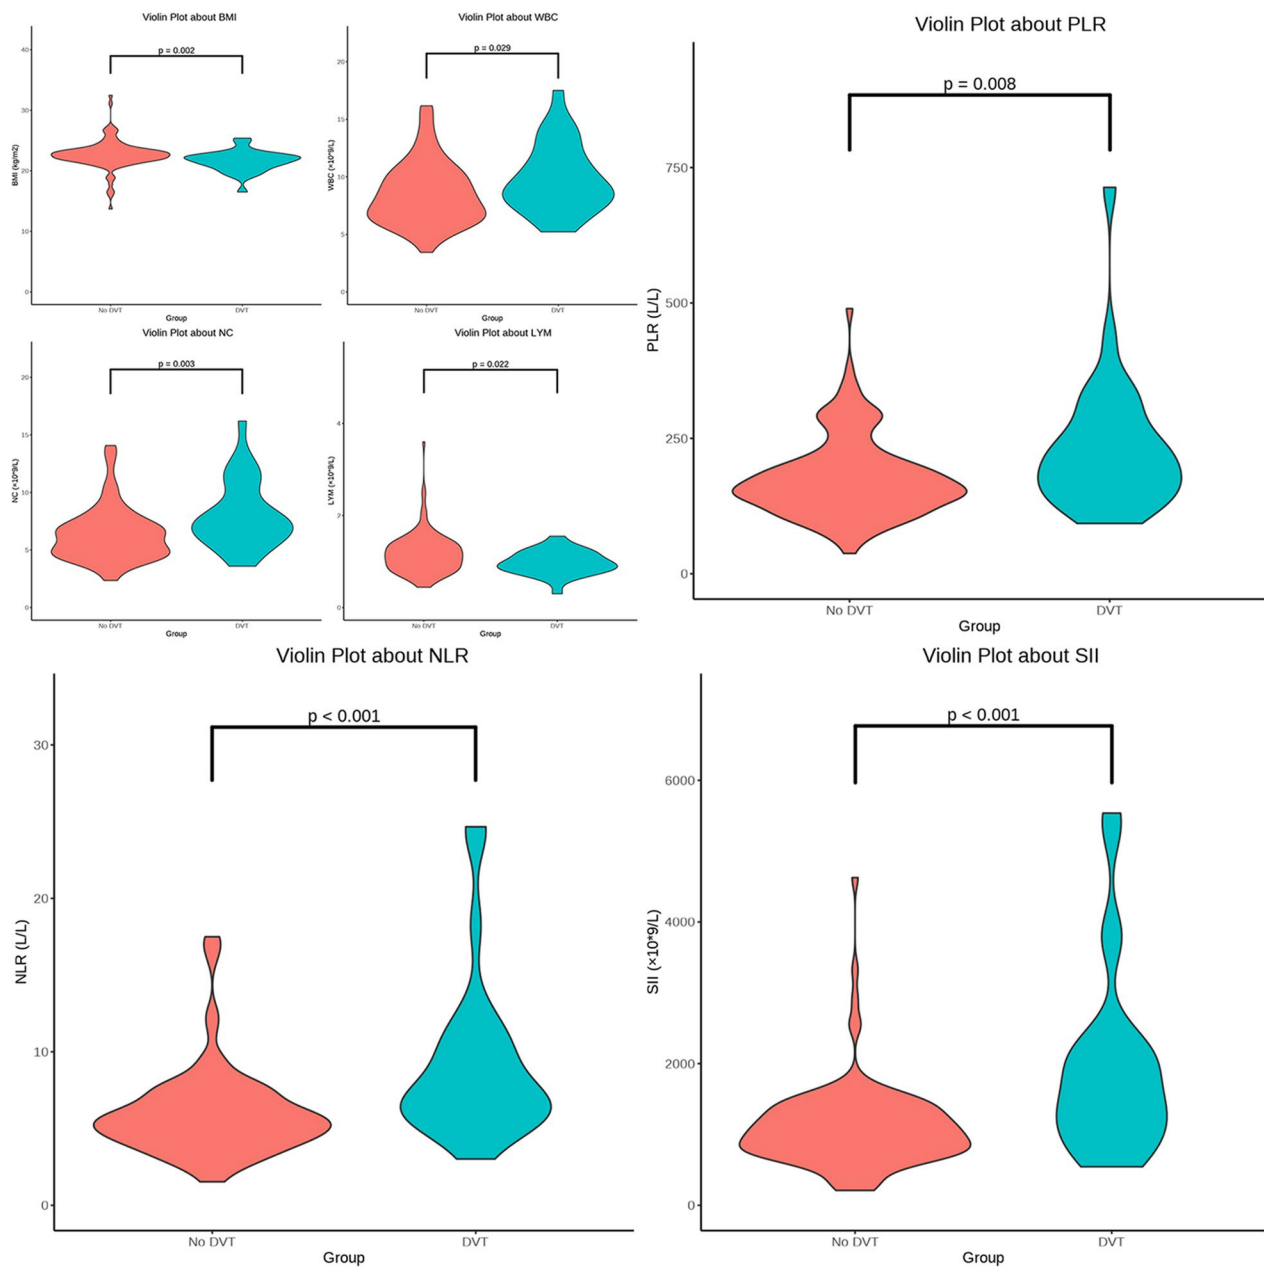 Violin Plot about BMI
p = 0.002
40
30
20
10
0
BMI (kg/m2)
No DVT
DVT
Group
Violin Plot about WBC
p = 0.029
20
15
10
5
0
WBC (×10*9/L)
No DVT
DVT
Group
Violin Plot about PLR
p = 0.008
750
500
250
0
PLR (L/L)
No DVT
DVT
Group
Violin Plot about NC
p = 0.003
20
15
10
5
0
NC (×10*9/L)
No DVT
DVT
Group
Violin Plot about LYM
p = 0.022
4
2
0
LYM (×10*9/L)
No DVT
DVT
Group
Violin Plot about NLR
p < 0.001
30
20
10
0
NLR (L/L)
No DVT
DVT
Group
Violin Plot about SII
p < 0.001
6000
4000
2000
0
SII (×10*9/L)
No DVT
DVT
Group